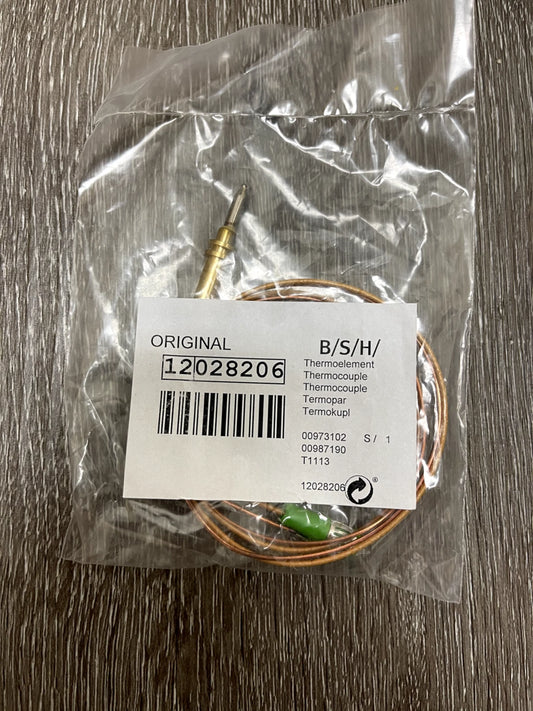 ORIGINAL
12028206
B/S/H/
Thermoelement
Thermocouple
Thermocouple
Termopar
Termokupl
00973102 S / 1
00987190
T1113
12028206
®